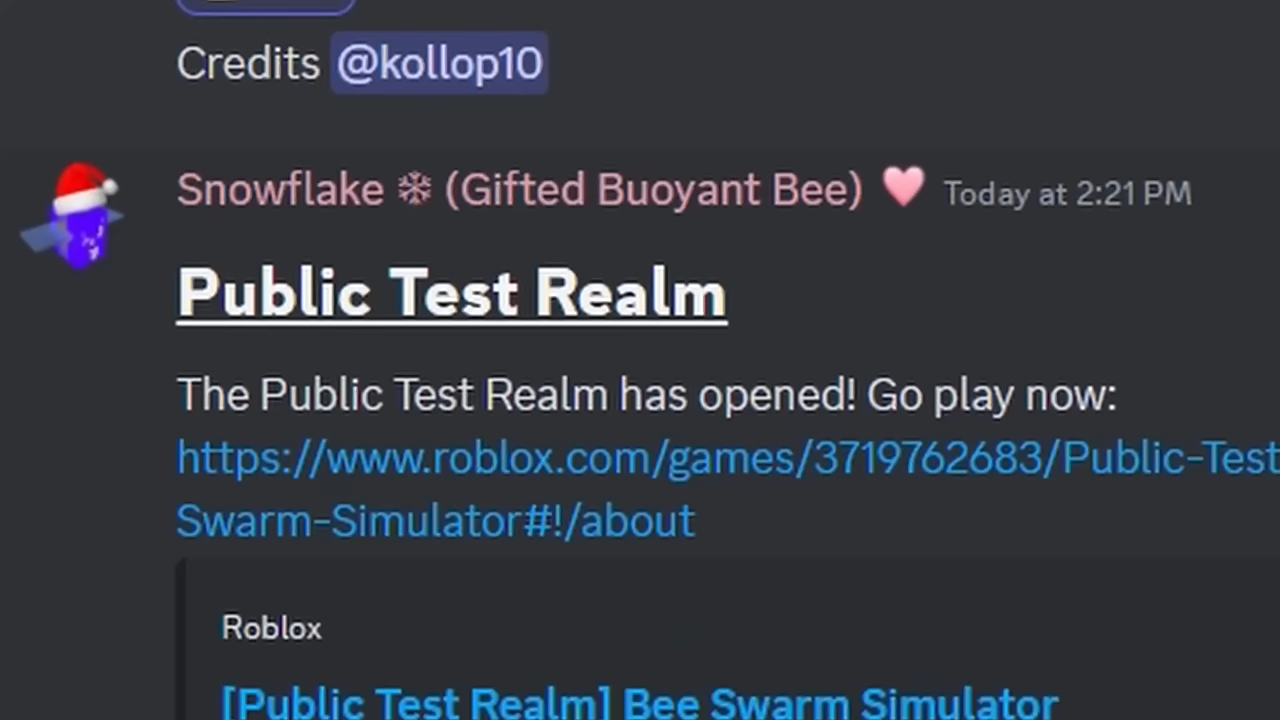 Credits @kollop10
Snowflake ❄ (Gifted Buoyant Bee) 🩷 Today at 2:21 PM
Public Test Realm
The Public Test Realm has opened! Go play now:
https://www.roblox.com/games/3719762683/Public-Test
Swarm-Simulator#!/about
Roblox
[Public Test Realm] Bee Swarm Simulator